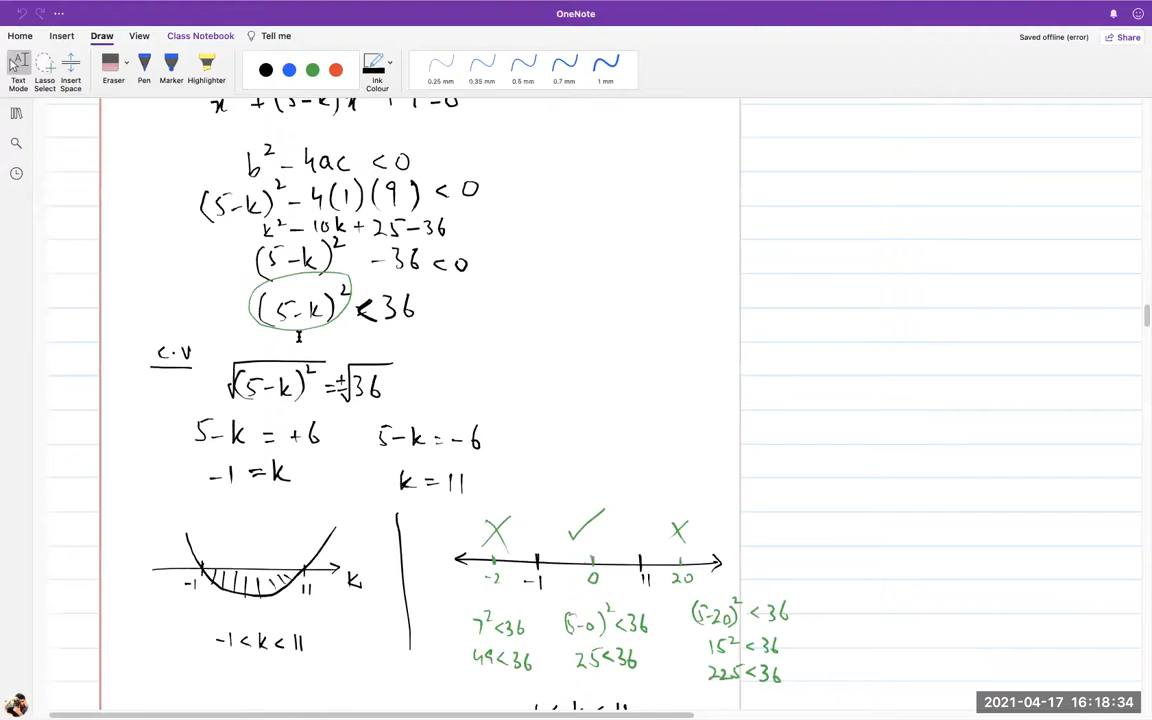 OneNote
Home Insert Draw View Class Notebook Tell me
Saved offline (error) Share
Text Mode Lasso Select Insert Space Eraser Pen Marker Highlighter Ink Colour 0.25 mm 0.35 mm 0.5 mm 0.7 mm 1 mm
b² - 4ac < 0
(5-k)² - 4(1)(9) < 0
k² - 10k + 25 - 36
(5-k)² - 36 < 0
(5-k)² < 36
C.V
√(5-k)² = ±√36
5-k = +6 5-k = -6
-1 = k k = 11
X ✓ X
-2 -1 0 11 20
-1 11 K
7² < 36 (5-0)² < 36 (5-20)² < 36
-1 < k < 11
49 < 36 25 < 36 15² < 36
225 < 36
2021-04-17 16:18:34